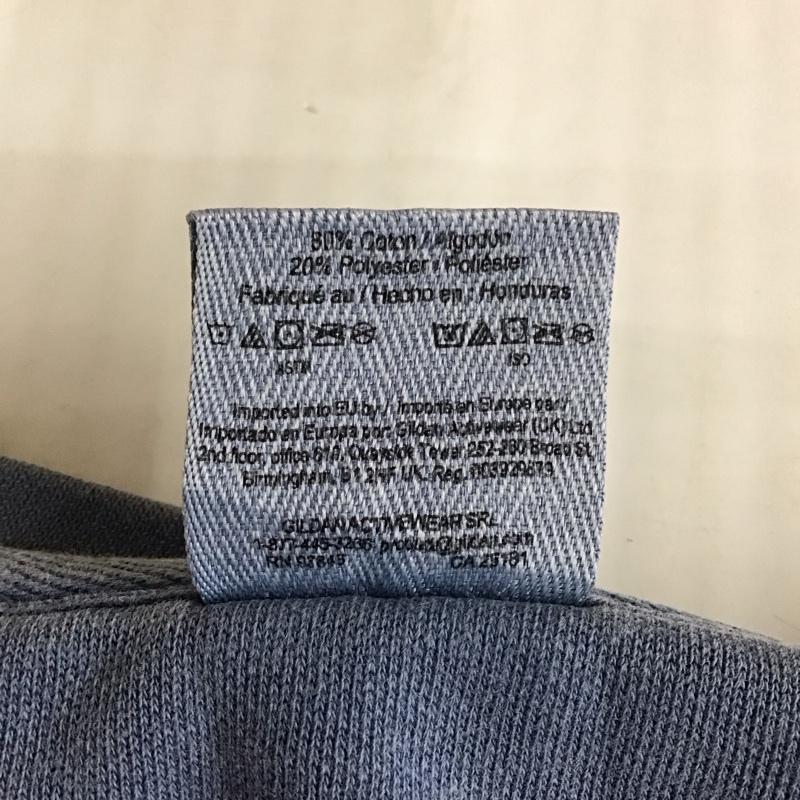 80% Coton / Algodón
20% Polyester / Poliéster
Fabriqué au / Hecho en : Honduras
ASTM ISO
Imported into EU by / Importé en Europe par /
Importado en Europa por: Gildan Activewear (UK) Ltd
2nd floor, office Tower 252-260 Broad St,
Birmingham, B1 2HF UK. Reg.
GILDAN ACTIVEWEAR SRL
RN 93846 CA 29181